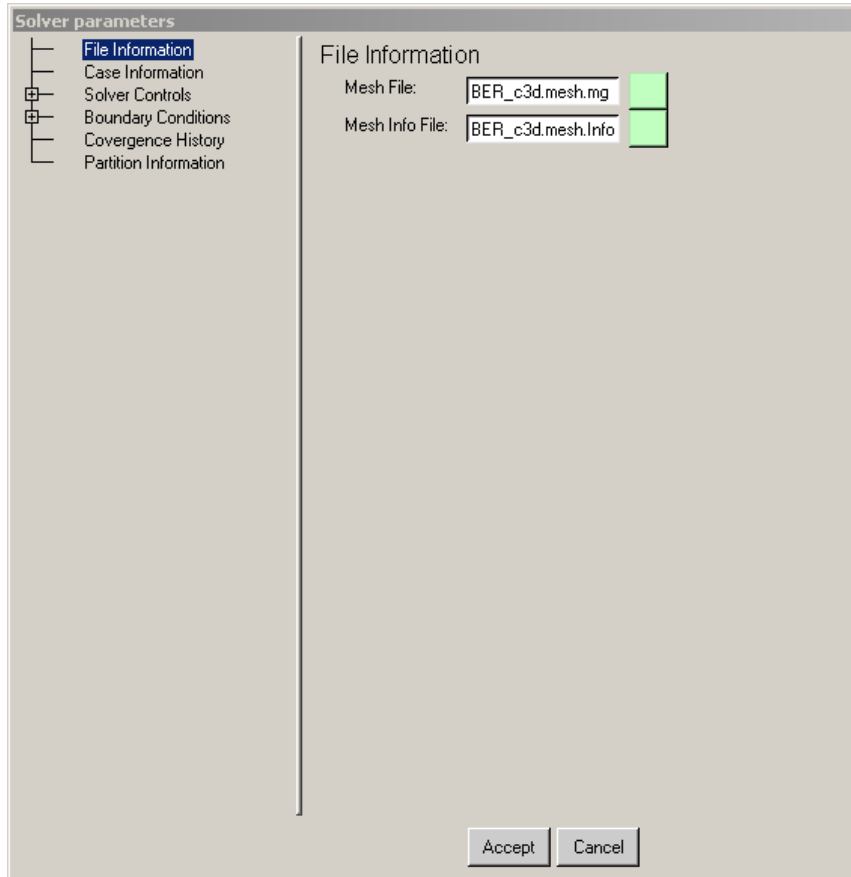 Solver parameters
File Information
Case Information
Solver Controls
Boundary Conditions
Covergence History
Partition Information
File Information
Mesh File: BER_c3d.mesh.mg
Mesh Info File: BER_c3d.mesh.Info
Accept Cancel